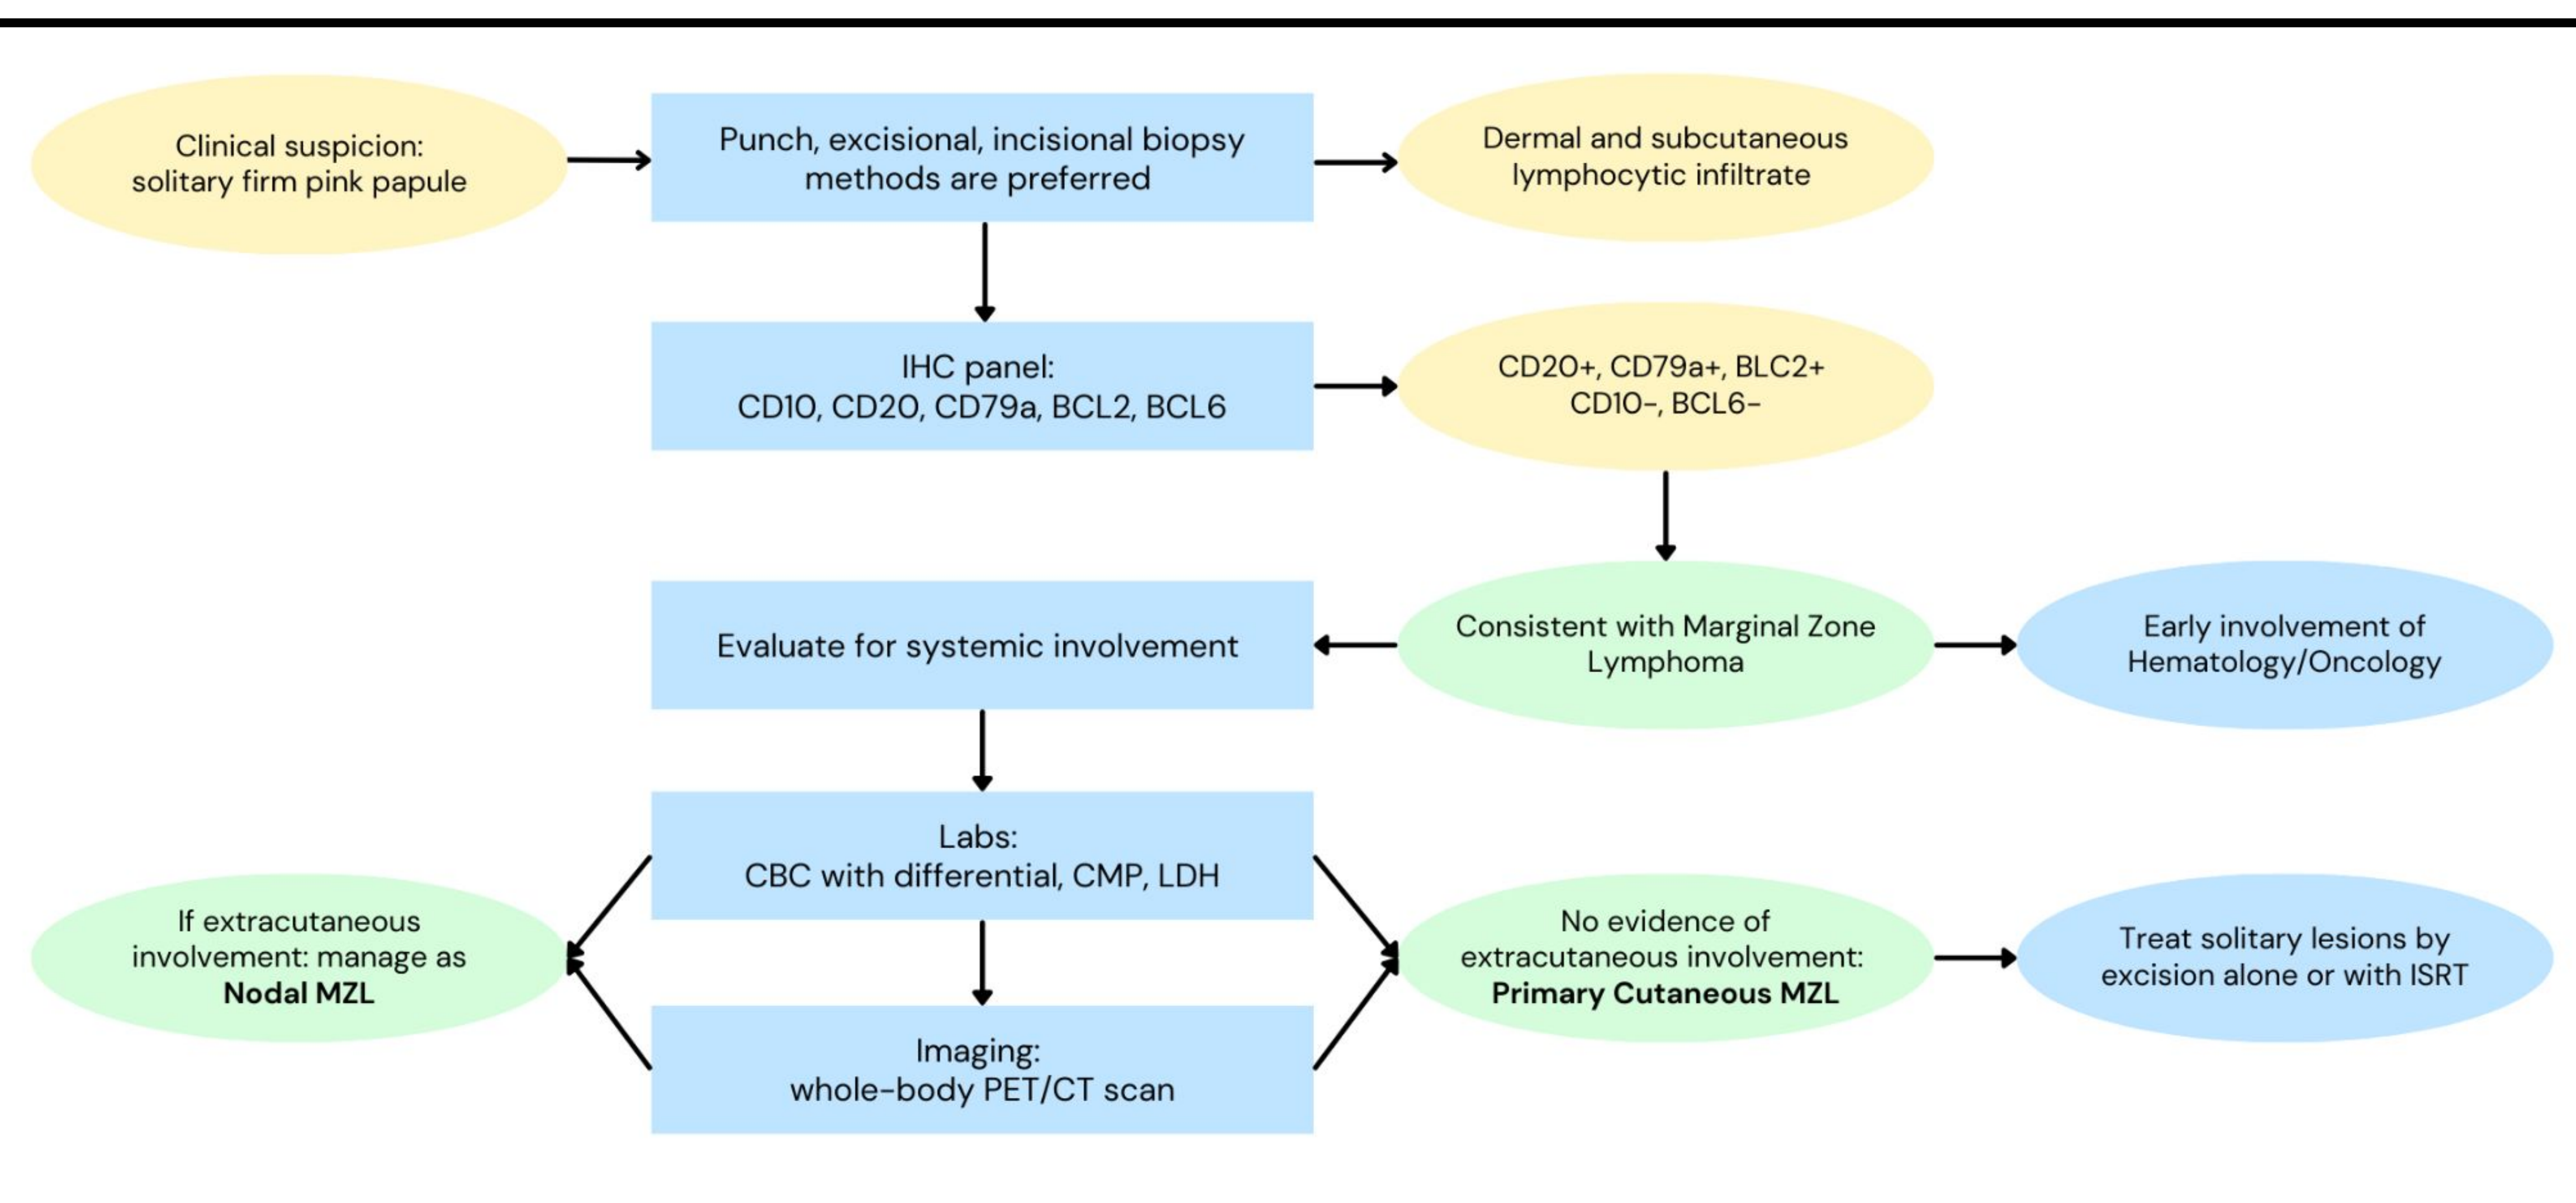 Clinical suspicion:
solitary firm pink papule
Punch, excisional, incisional biopsy
methods are preferred
Dermal and subcutaneous
lymphocytic infiltrate
IHC panel:
CD10, CD20, CD79a, BCL2, BCL6
CD20+, CD79a+, BLC2+
CD10-, BCL6-
Evaluate for systemic involvement
Consistent with Marginal Zone
Lymphoma
Early involvement of
Hematology/Oncology
Labs:
CBC with differential, CMP, LDH
If extracutaneous
involvement: manage as
Nodal MZL
No evidence of
extracutaneous involvement:
Primary Cutaneous MZL
Treat solitary lesions by
excision alone or with ISRT
Imaging:
whole-body PET/CT scan